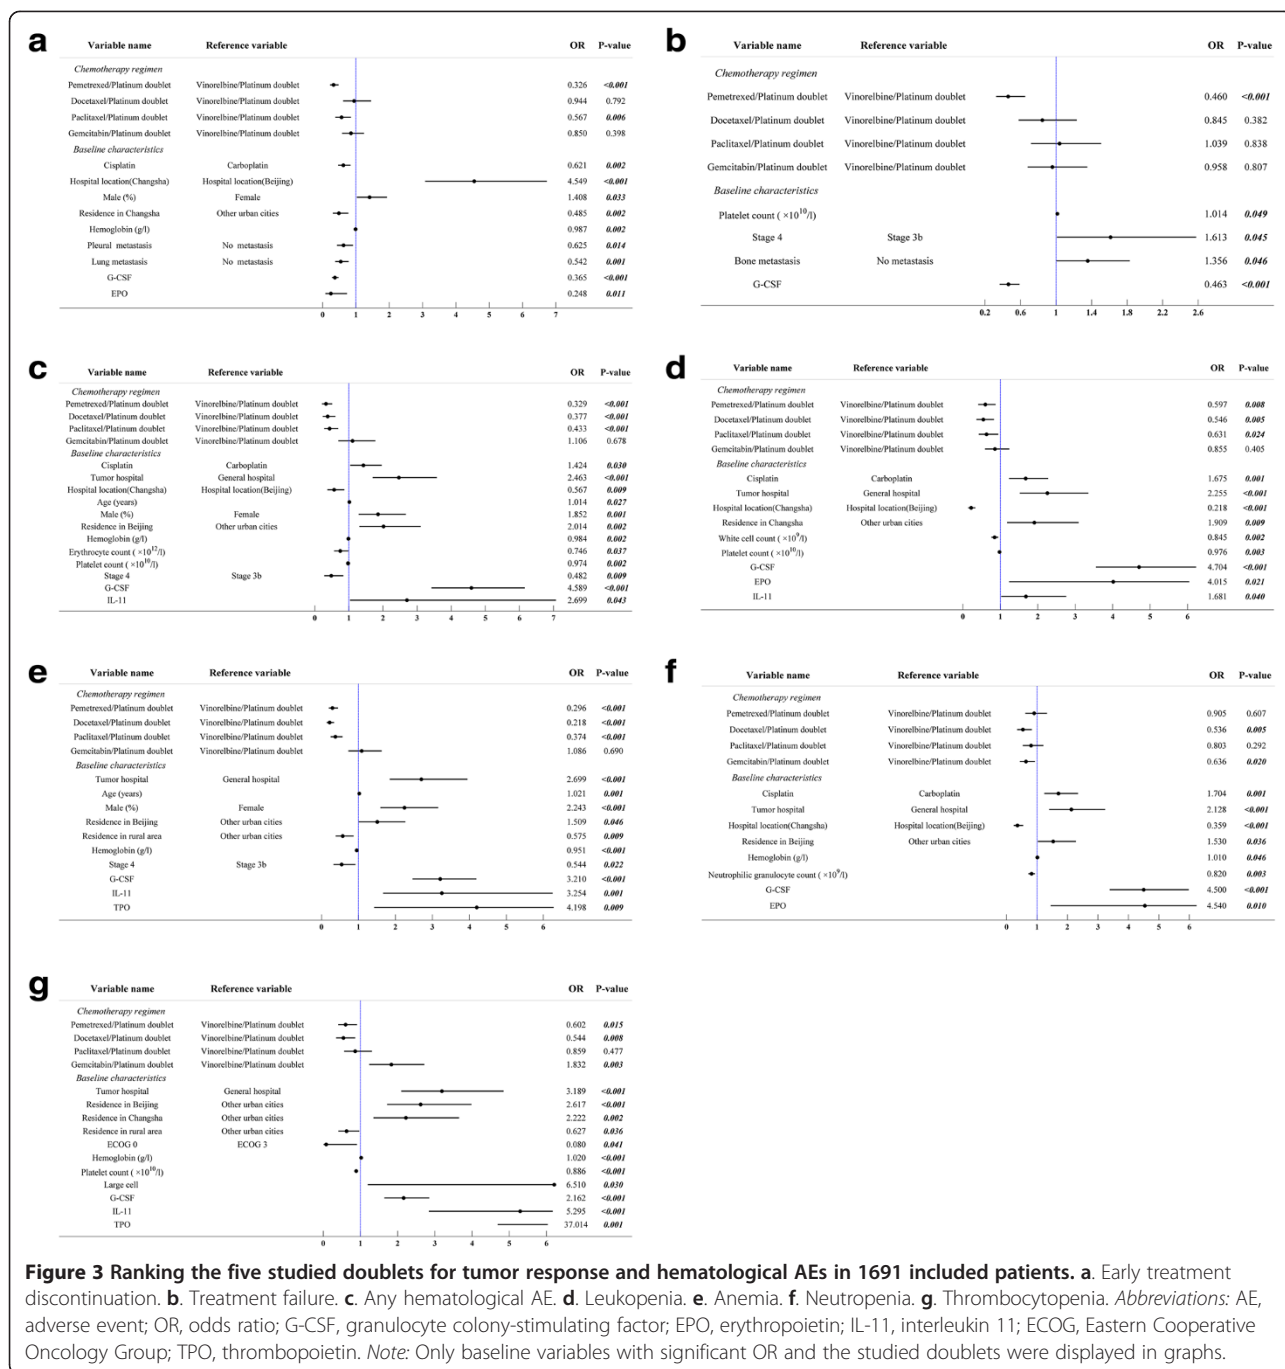 a
Variable name Reference variable OR P-value
Chemotherapy regimen
Pemetrexed/Platinum doublet Vinorelbine/Platinum doublet 0.326 <0.001
Docetaxel/Platinum doublet Vinorelbine/Platinum doublet 0.944 0.792
Paclitaxel/Platinum doublet Vinorelbine/Platinum doublet 0.567 0.006
Gemcitabin/Platinum doublet Vinorelbine/Platinum doublet 0.850 0.398
Baseline characteristics
Cisplatin Carboplatin 0.621 0.002
Hospital location(Changsha) Hospital location(Beijing) 4.549 <0.001
Male (%) Female 1.408 0.033
Residence in Changsha Other urban cities 0.485 0.002
Hemoglobin (g/l) 0.987 0.002
Pleural metastasis No metastasis 0.625 0.014
Lung metastasis No metastasis 0.542 0.001
G-CSF 0.365 <0.001
EPO 0.248 0.011
0 1 2 3 4 5 6 7
b
Variable name Reference variable OR P-value
Chemotherapy regimen
Pemetrexed/Platinum doublet Vinorelbine/Platinum doublet 0.460 <0.001
Docetaxel/Platinum doublet Vinorelbine/Platinum doublet 0.845 0.382
Paclitaxel/Platinum doublet Vinorelbine/Platinum doublet 1.039 0.838
Gemcitabin/Platinum doublet Vinorelbine/Platinum doublet 0.958 0.807
Baseline characteristics
Platelet count (×10^10/l) 1.014 0.049
Stage 4 Stage 3b 1.613 0.045
Bone metastasis No metastasis 1.356 0.046
G-CSF 0.463 <0.001
0.2 0.6 1 1.4 1.8 2.2 2.6
c
Variable name Reference variable OR P-value
Chemotherapy regimen
Pemetrexed/Platinum doublet Vinorelbine/Platinum doublet 0.329 <0.001
Docetaxel/Platinum doublet Vinorelbine/Platinum doublet 0.377 <0.001
Paclitaxel/Platinum doublet Vinorelbine/Platinum doublet 0.433 <0.001
Gemcitabin/Platinum doublet Vinorelbine/Platinum doublet 1.106 0.678
Baseline characteristics
Cisplatin Carboplatin 1.424 0.030
Tumor hospital General hospital 2.463 <0.001
Hospital location(Changsha) Hospital location(Beijing) 0.567 0.009
Age (years) 1.014 0.027
Male (%) Female 1.852 0.001
Residence in Beijing Other urban cities 2.014 0.002
Hemoglobin (g/l) 0.984 0.002
Erythrocyte count (×10^12/l) 0.746 0.037
Platelet count (×10^10/l) 0.974 0.002
Stage 4 Stage 3b 0.482 0.009
G-CSF 4.589 <0.001
IL-11 2.699 0.043
0 1 2 3 4 5 6 7
d
Variable name Reference variable OR P-value
Chemotherapy regimen
Pemetrexed/Platinum doublet Vinorelbine/Platinum doublet 0.597 0.008
Docetaxel/Platinum doublet Vinorelbine/Platinum doublet 0.546 0.005
Paclitaxel/Platinum doublet Vinorelbine/Platinum doublet 0.631 0.024
Gemcitabin/Platinum doublet Vinorelbine/Platinum doublet 0.855 0.405
Baseline characteristics
Cisplatin Carboplatin 1.675 0.001
Tumor hospital General hospital 2.255 <0.001
Hospital location(Changsha) Hospital location(Beijing) 0.218 <0.001
Residence in Changsha Other urban cities 1.909 0.009
White cell count (×10^9/l) 0.845 0.002
Platelet count (×10^10/l) 0.976 0.003
G-CSF 4.704 <0.001
EPO 4.015 0.021
IL-11 1.681 0.040
0 1 2 3 4 5 6
e
Variable name Reference variable OR P-value
Chemotherapy regimen
Pemetrexed/Platinum doublet Vinorelbine/Platinum doublet 0.296 <0.001
Docetaxel/Platinum doublet Vinorelbine/Platinum doublet 0.218 <0.001
Paclitaxel/Platinum doublet Vinorelbine/Platinum doublet 0.374 <0.001
Gemcitabin/Platinum doublet Vinorelbine/Platinum doublet 1.086 0.690
Baseline characteristics
Tumor hospital General hospital 2.699 <0.001
Age (years) 1.021 0.001
Male (%) Female 2.243 <0.001
Residence in Beijing Other urban cities 1.509 0.046
Residence in rural area Other urban cities 0.575 0.009
Hemoglobin (g/l) 0.951 <0.001
Stage 4 Stage 3b 0.544 0.022
G-CSF 3.210 <0.001
IL-11 3.254 0.001
TPO 4.198 0.009
0 1 2 3 4 5 6
f
Variable name Reference variable OR P-value
Chemotherapy regimen
Pemetrexed/Platinum doublet Vinorelbine/Platinum doublet 0.905 0.607
Docetaxel/Platinum doublet Vinorelbine/Platinum doublet 0.536 0.005
Paclitaxel/Platinum doublet Vinorelbine/Platinum doublet 0.803 0.292
Gemcitabin/Platinum doublet Vinorelbine/Platinum doublet 0.636 0.020
Baseline characteristics
Cisplatin Carboplatin 1.704 0.001
Tumor hospital General hospital 2.128 <0.001
Hospital location(Changsha) Hospital location(Beijing) 0.359 <0.001
Residence in Beijing Other urban cities 1.530 0.036
Hemoglobin (g/l) 1.010 0.046
Neutrophilic granulocyte count (×10^9/l) 0.820 0.003
G-CSF 4.500 <0.001
EPO 4.540 0.010
0 1 2 3 4 5 6
g
Variable name Reference variable OR P-value
Chemotherapy regimen
Pemetrexed/Platinum doublet Vinorelbine/Platinum doublet 0.602 0.015
Docetaxel/Platinum doublet Vinorelbine/Platinum doublet 0.544 0.008
Paclitaxel/Platinum doublet Vinorelbine/Platinum doublet 0.859 0.477
Gemcitabin/Platinum doublet Vinorelbine/Platinum doublet 1.832 0.003
Baseline characteristics
Tumor hospital General hospital 3.189 <0.001
Residence in Beijing Other urban cities 2.617 <0.001
Residence in Changsha Other urban cities 2.222 0.002
Residence in rural area Other urban cities 0.627 0.036
ECOG 0 ECOG 3 0.080 0.041
Hemoglobin (g/l) 1.020 <0.001
Platelet count (×10^10/l) 0.886 <0.001
Large cell 6.510 0.030
G-CSF 2.162 <0.001
IL-11 5.295 <0.001
TPO 37.014 0.001
0 1 2 3 4 5 6
Figure 3 Ranking the five studied doublets for tumor response and hematological AEs in 1691 included patients. a. Early treatment
discontinuation. b. Treatment failure. c. Any hematological AE. d. Leukopenia. e. Anemia. f. Neutropenia. g. Thrombocytopenia. Abbreviations: AE,
adverse event; OR, odds ratio; G-CSF, granulocyte colony-stimulating factor; EPO, erythropoietin; IL-11, interleukin 11; ECOG, Eastern Cooperative
Oncology Group; TPO, thrombopoietin. Note: Only baseline variables with significant OR and the studied doublets were displayed in graphs.